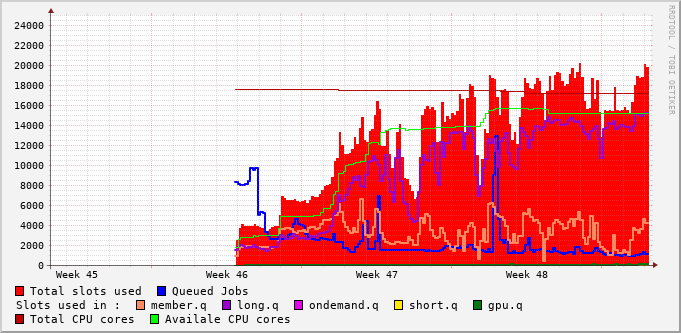 24000
22000
20000
18000
16000
14000
12000
10000
8000
6000
4000
2000
0
Week 45 Week 46 Week 47 Week 48
RRDTOOL / TOBI OETIKER
Total slots used Queued Jobs
Slots used in : member.q long.q ondemand.q short.q gpu.q
Total CPU cores Availale CPU cores